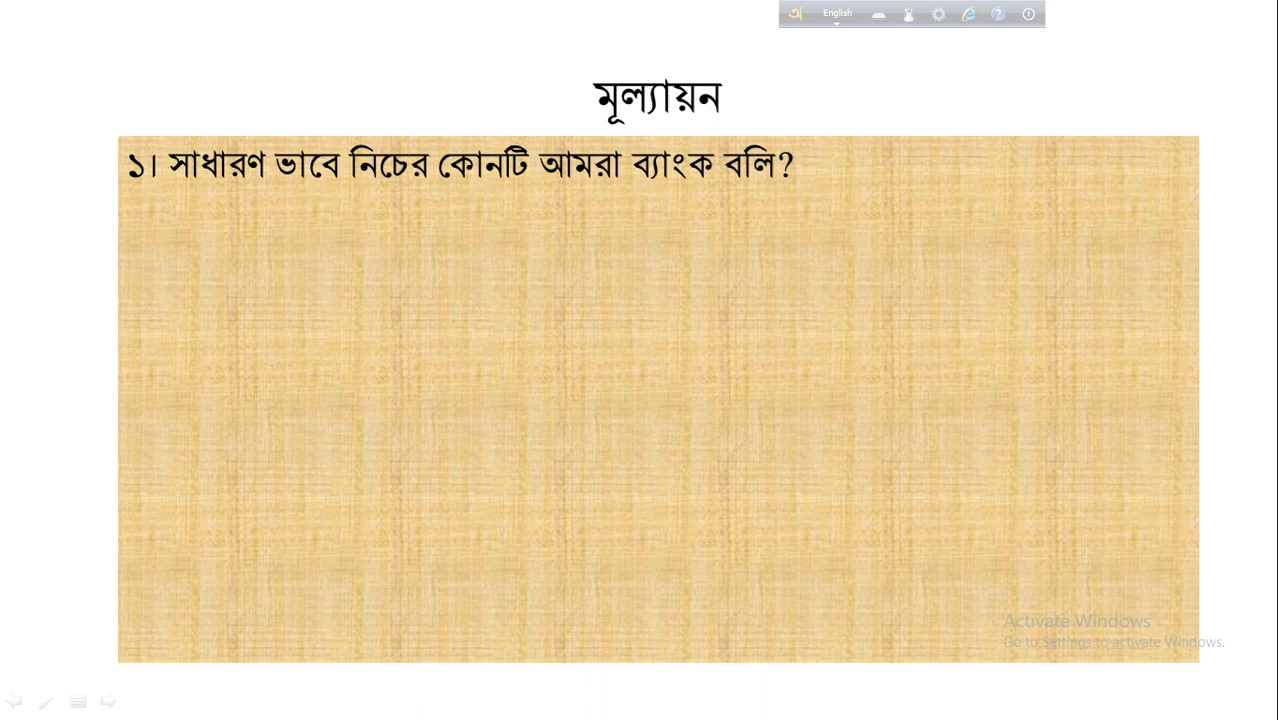 অ English
মূল্যায়ন
১। সাধারণ ভাবে নিচের কোনটি আমরা ব্যাংক বলি?
Activate Windows
Go to Settings to activate Windows.